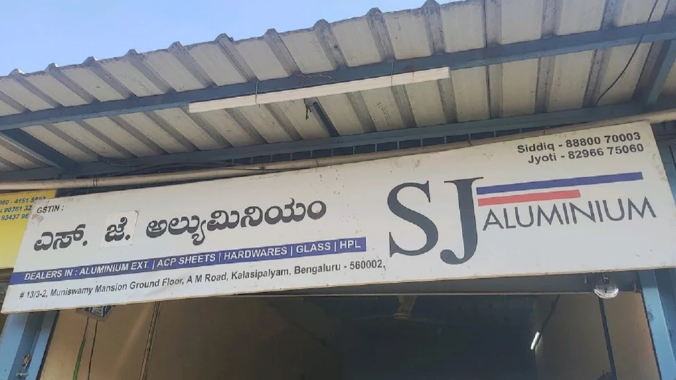 GSTIN :
ಎಸ್. ಜೆ. ಅಲ್ಯುಮಿನಿಯಂ
DEALERS IN : ALUMINIUM EXT. | ACP SHEETS | HARDWARES | GLASS | HPL
# 13/3-2, Muniswamy Mansion Ground Floor, A M Road, Kalasipalyam, Bengaluru - 560002,
SJ
ALUMINIUM
Siddiq - 88800 70003
Jyoti - 82966 75060